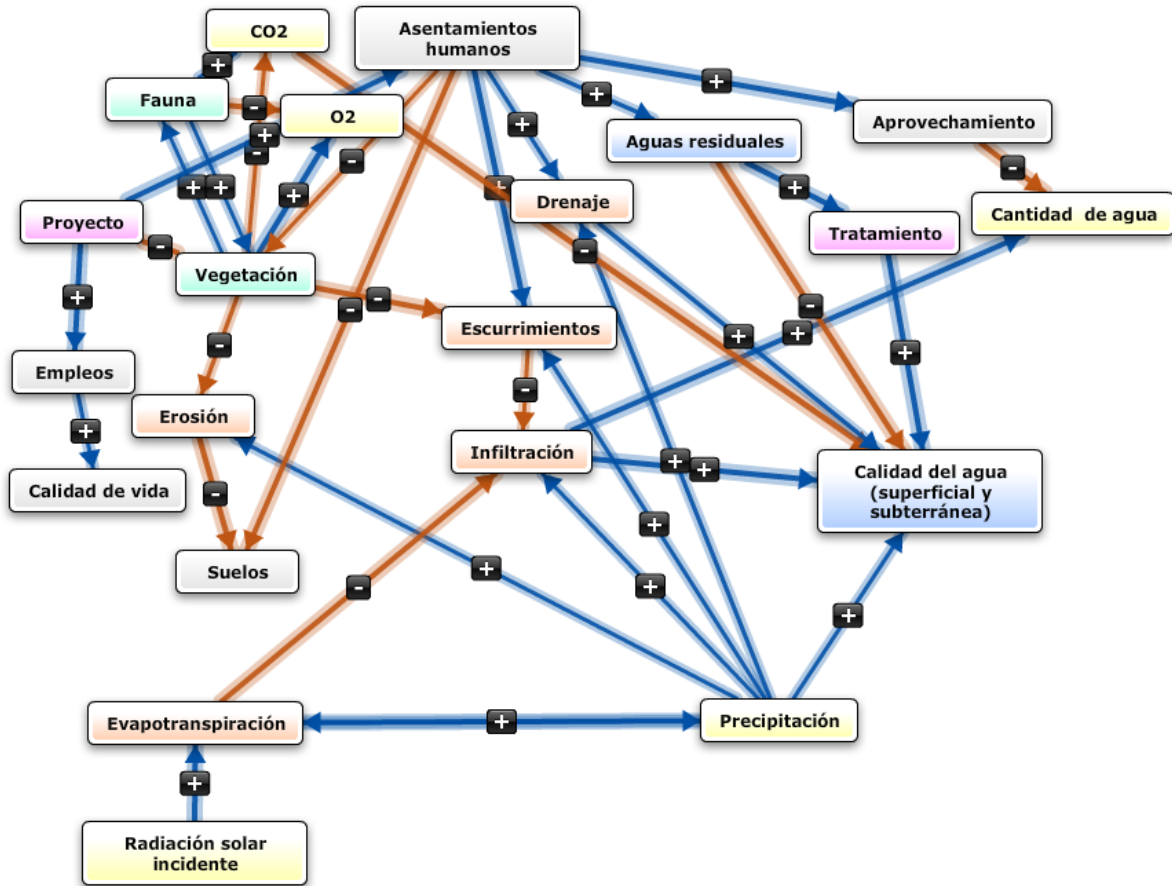 CO2
Asentamientos
humanos
+
Fauna
-
O2
+
Aprovechamiento
Aguas residuales
+
+
+
-
-
-
+
+
+
+
+
-
Proyecto
-
Vegetación
Drenaje
-
Tratamiento
Cantidad  de agua
+
-
-
-
+
+
Escurrimientos
-
+
Empleos
-
+
Erosión
-
Infiltración
+
+
Calidad de vida
-
Calidad del agua
(superficial y
subterránea)
+
Suelos
+
-
+
+
Evapotranspiración
+
Precipitación
+
Radiación solar
incidente